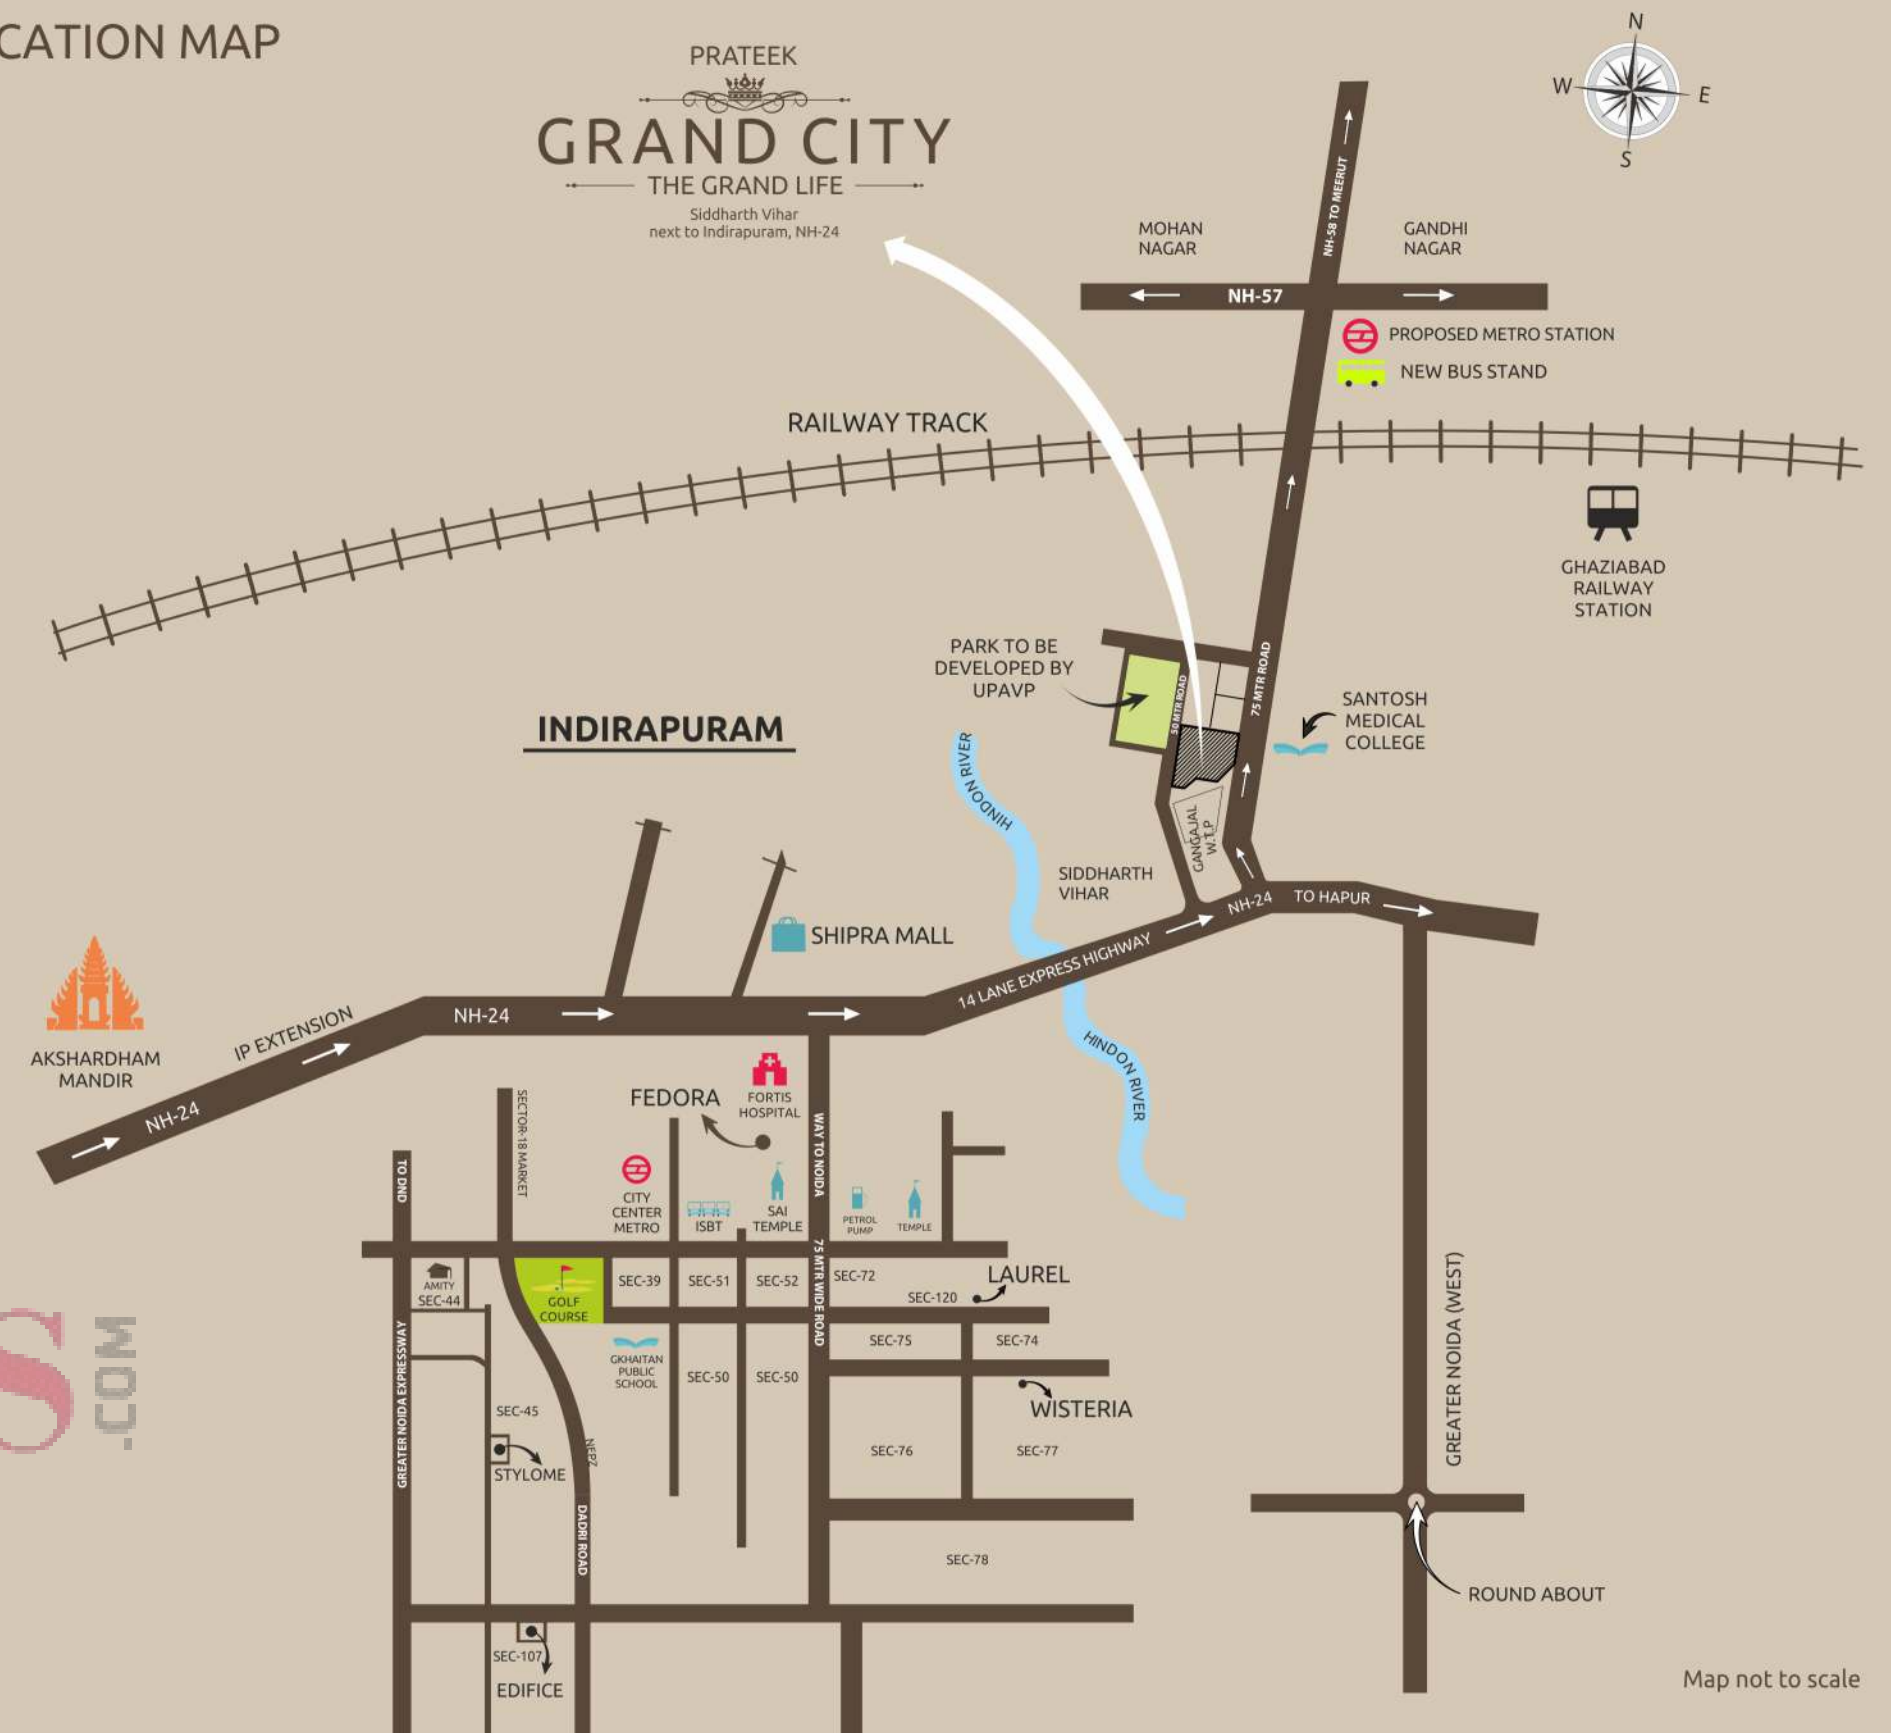 CATION MAP
PRATEEK
GRAND CITY
THE GRAND LIFE
Siddharth Vihar
next to Indirapuram, NH-24
N
W
E
S
NH-58 TO MEERUT
MOHAN
NAGAR
GANDHI
NAGAR
NH-57
PROPOSED METRO STATION
NEW BUS STAND
RAILWAY TRACK
GHAZIABAD
RAILWAY
STATION
PARK TO BE
DEVELOPED BY
UPAVP
30 MTR ROAD
75 MTR ROAD
SANTOSH
MEDICAL
COLLEGE
INDIRAPURAM
HINDON RIVER
GANGAJAL
W.T.P
SIDDHARTH
VIHAR
NH-24
TO HAPUR
SHIPRA MALL
14 LANE EXPRESS HIGHWAY
AKSHARDHAM
MANDIR
IP EXTENSION
NH-24
NH-24
HINDON RIVER
FEDORA
FORTIS
HOSPITAL
SECTOR-18 MARKET
WAY TO NOIDA
TO DND
CITY
CENTER
METRO
ISBT
SAI
TEMPLE
PETROL
PUMP
TEMPLE
AMITY
SEC-44
GOLF
COURSE
SEC-39
SEC-51
SEC-52
75 MTR WIDE ROAD
SEC-72
LAUREL
SEC-120
GKHAITAN
PUBLIC
SCHOOL
SEC-50
SEC-50
SEC-75
SEC-74
WISTERIA
GREATER NOIDA EXPRESSWAY
SEC-45
STYLOME
NEPZ
DADRI ROAD
SEC-76
SEC-77
SEC-78
GREATER NOIDA (WEST)
ROUND ABOUT
SEC-107
EDIFICE
Map not to scale
S
.COM